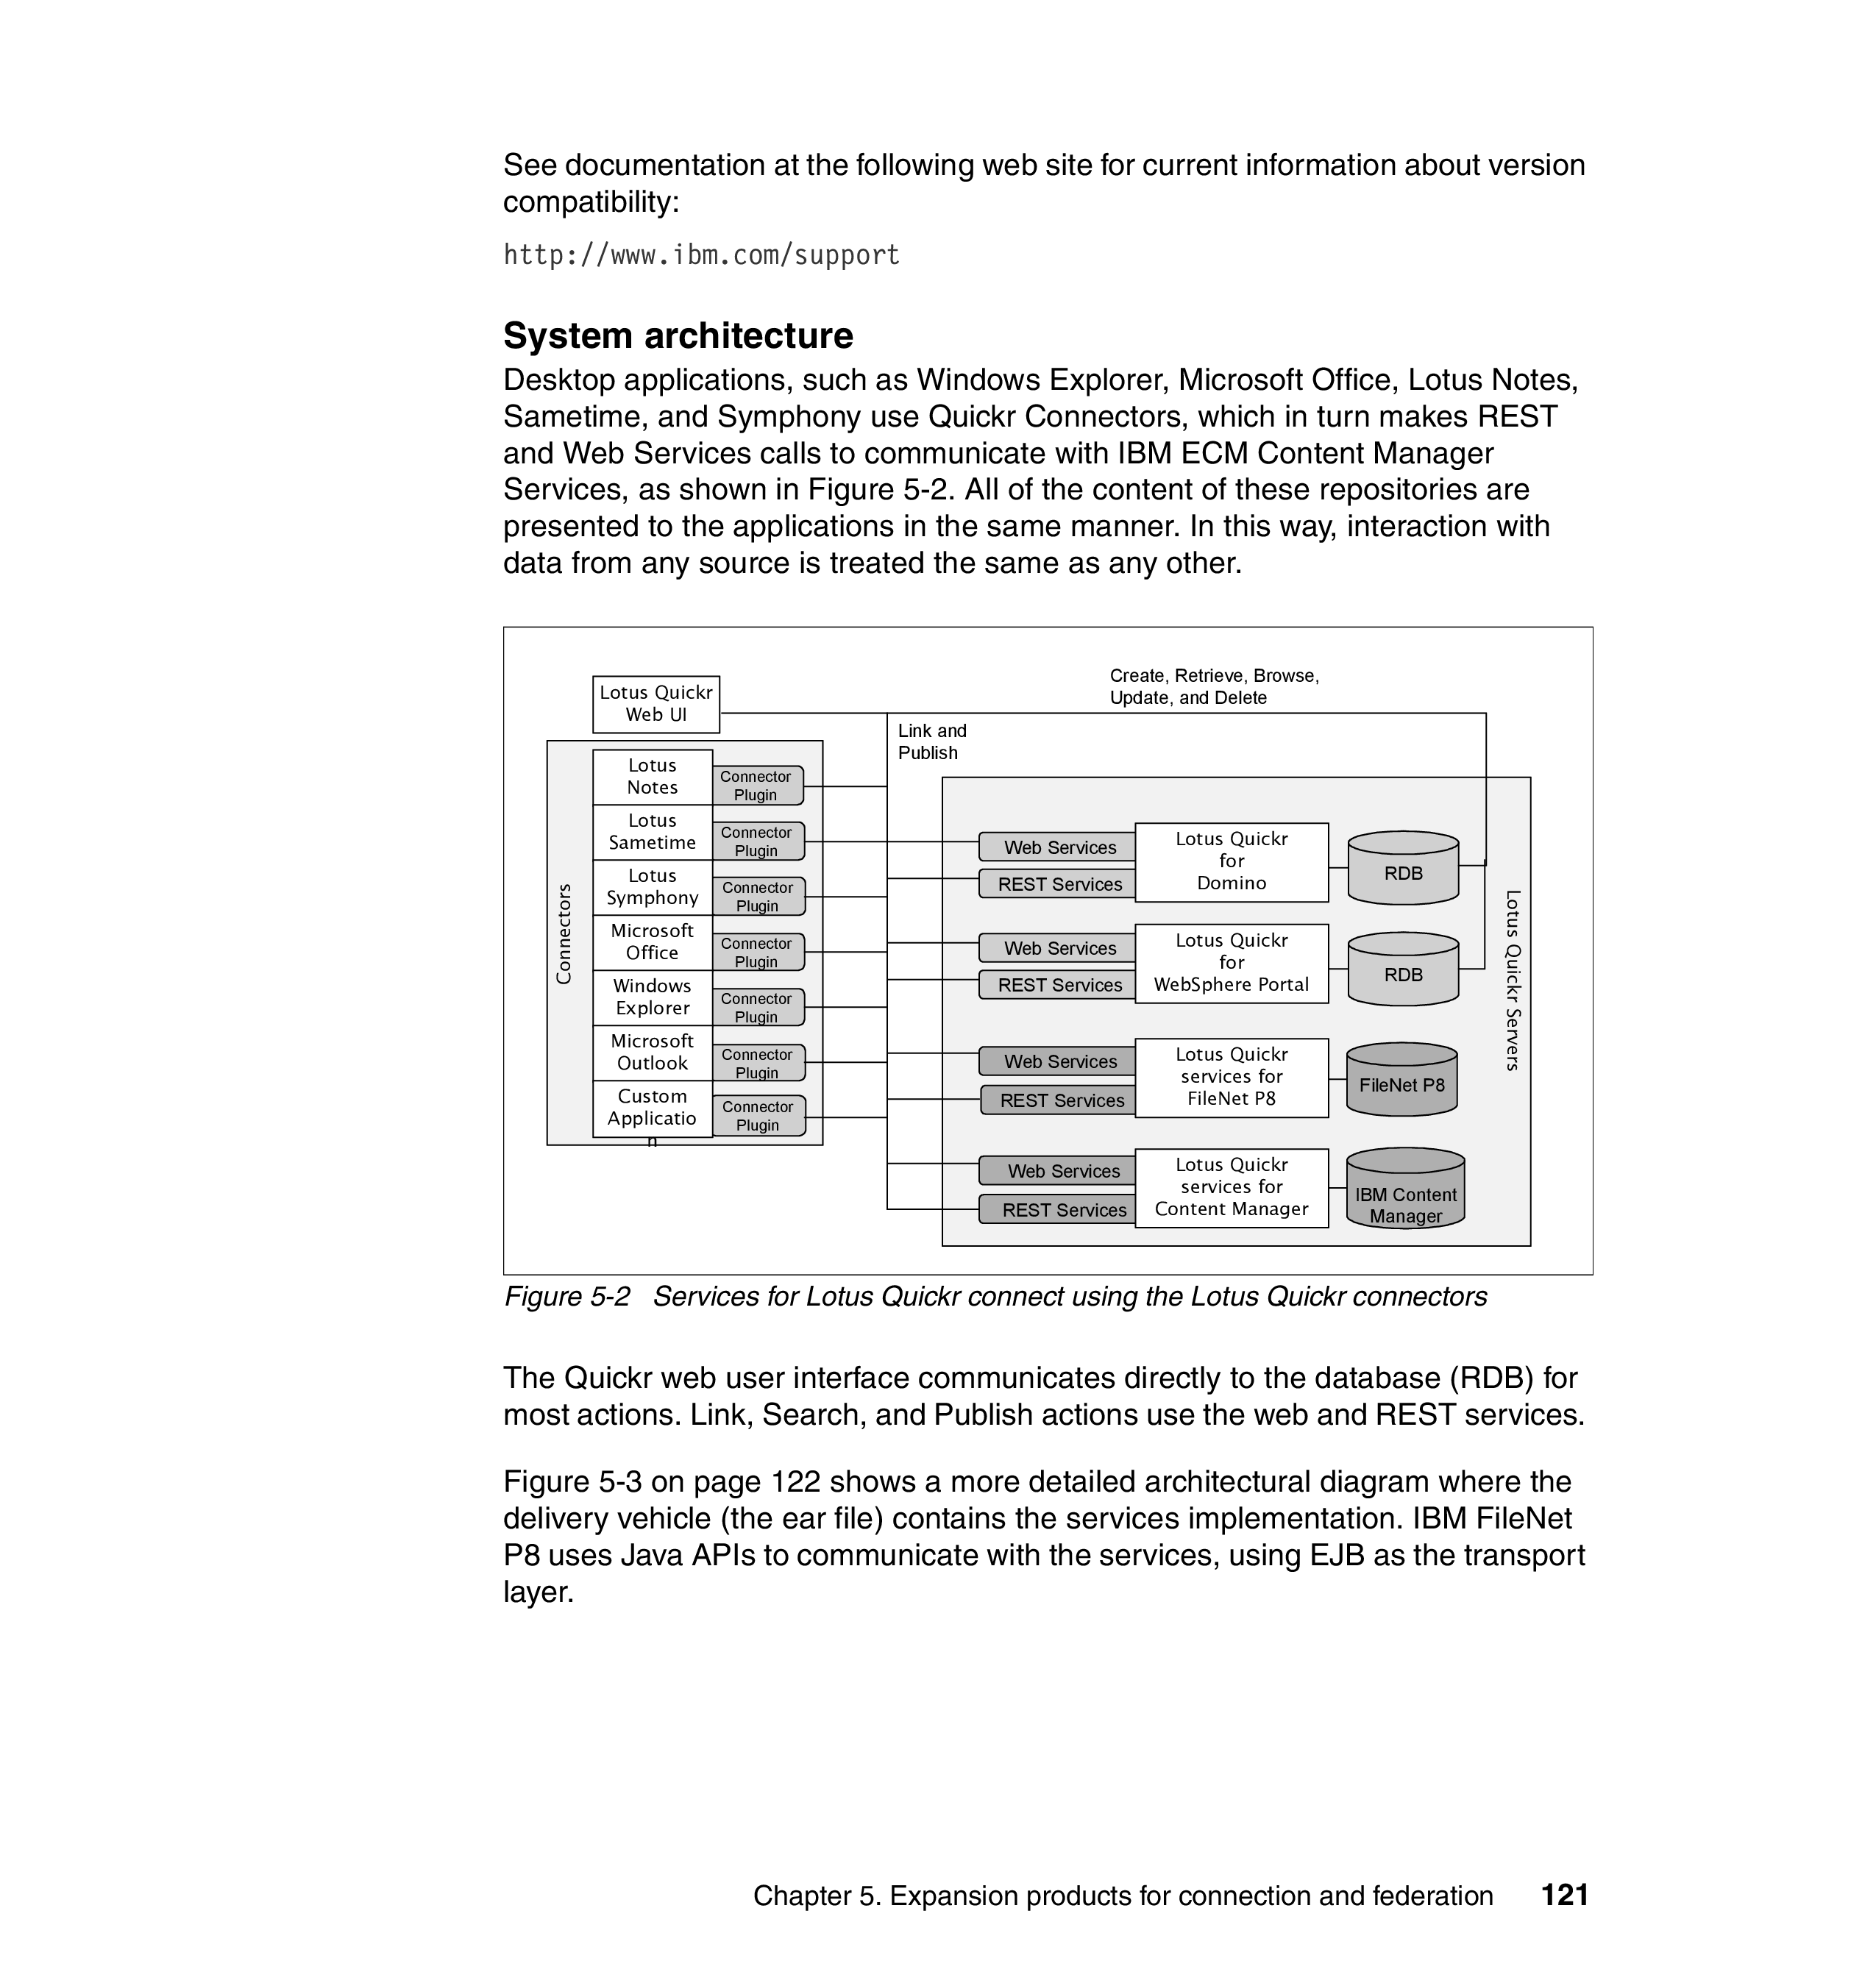 See documentation at the following web site for current information about version
compatibility:
http://www.ibm.com/support
System architecture
Desktop applications, such as Windows Explorer, Microsoft Office, Lotus Notes,
Sametime, and Symphony use Quickr Connectors, which in turn makes REST
and Web Services calls to communicate with IBM ECM Content Manager
Services, as shown in Figure 5-2. All of the content of these repositories are
presented to the applications in the same manner. In this way, interaction with
data from any source is treated the same as any other.
Lotus Quickr
Web UI
Create, Retrieve, Browse,
Update, and Delete
Link and
Publish
Connectors
Lotus
Notes
Connector
Plugin
Lotus
Sametime
Connector
Plugin
Lotus
Symphony
Connector
Plugin
Microsoft
Office
Connector
Plugin
Windows
Explorer
Connector
Plugin
Microsoft
Outlook
Connector
Plugin
Custom
Applicatio
n
Connector
Plugin
Web Services
REST Services
Lotus Quickr
for
Domino
RDB
Web Services
REST Services
Lotus Quickr
for
WebSphere Portal
RDB
Web Services
REST Services
Lotus Quickr
services for
FileNet P8
FileNet P8
Web Services
REST Services
Lotus Quickr
services for
Content Manager
IBM Content
Manager
Lotus Quickr Servers
Figure 5-2 Services for Lotus Quickr connect using the Lotus Quickr connectors
The Quickr web user interface communicates directly to the database (RDB) for
most actions. Link, Search, and Publish actions use the web and REST services.
Figure 5-3 on page 122 shows a more detailed architectural diagram where the
delivery vehicle (the ear file) contains the services implementation. IBM FileNet
P8 uses Java APIs to communicate with the services, using EJB as the transport
layer.
Chapter 5. Expansion products for connection and federation 121